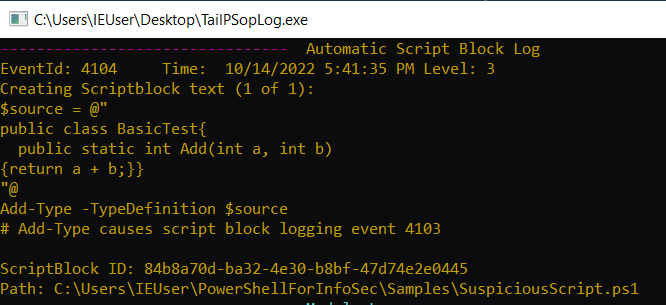 C:\Users\IEUser\Desktop\TailPSopLog.exe
-------------------------------- Automatic Script Block Log
EventId: 4104 Time: 10/14/2022 5:41:35 PM Level: 3
Creating Scriptblock text (1 of 1):
$source = @"
public class BasicTest{
public static int Add(int a, int b)
{return a + b;}}
"@
Add-Type -TypeDefinition $source
# Add-Type causes script block logging event 4103
ScriptBlock ID: 84b8a70d-ba32-4e30-b8bf-47d74e2e0445
Path: C:\Users\IEUser\PowerShellForInfoSec\Samples\SuspiciousScript.ps1